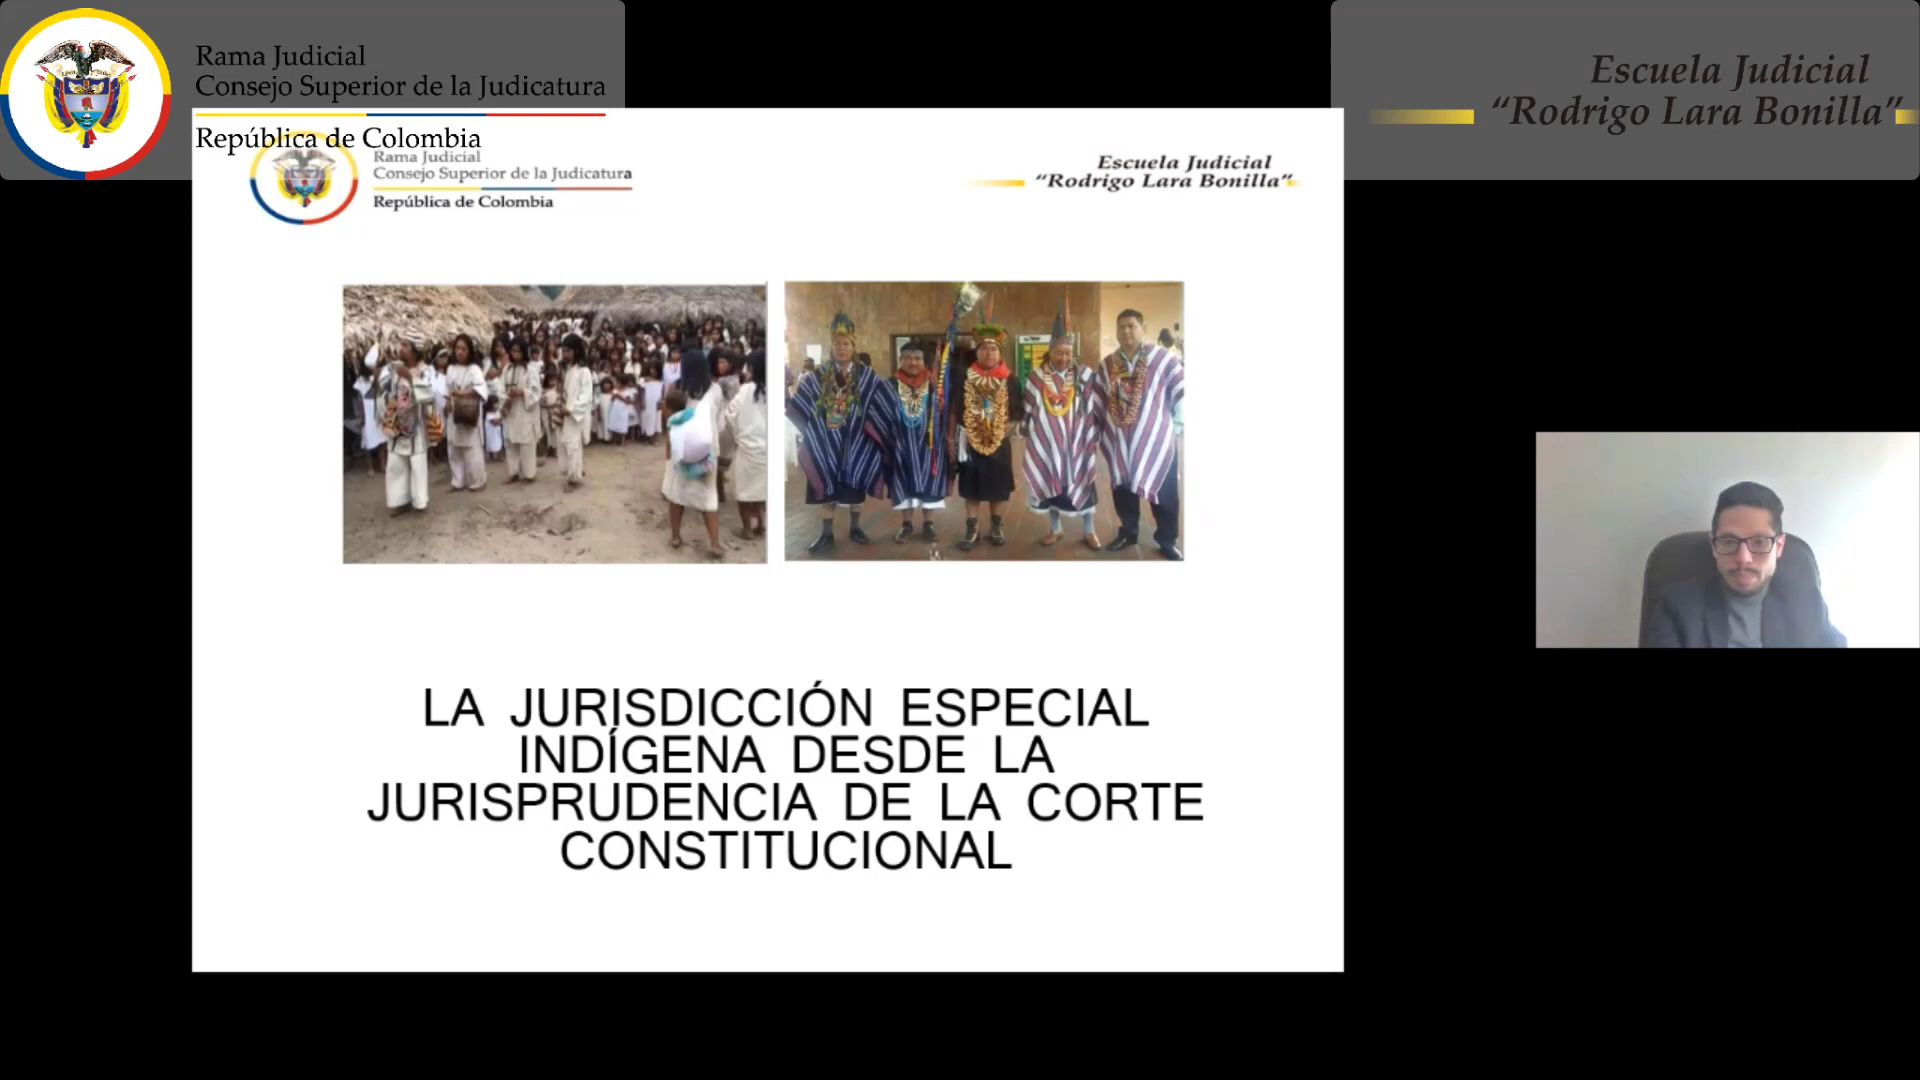 Rama Judicial
Consejo Superior de la Judicatura
República de Colombia
Escuela Judicial
“Rodrigo Lara Bonilla”
Rama Judicial
Consejo Superior de la Judicatura
República de Colombia
Escuela Judicial
“Rodrigo Lara Bonilla”
LA JURISDICCIÓN ESPECIAL
INDÍGENA DESDE LA
JURISPRUDENCIA DE LA CORTE
CONSTITUCIONAL